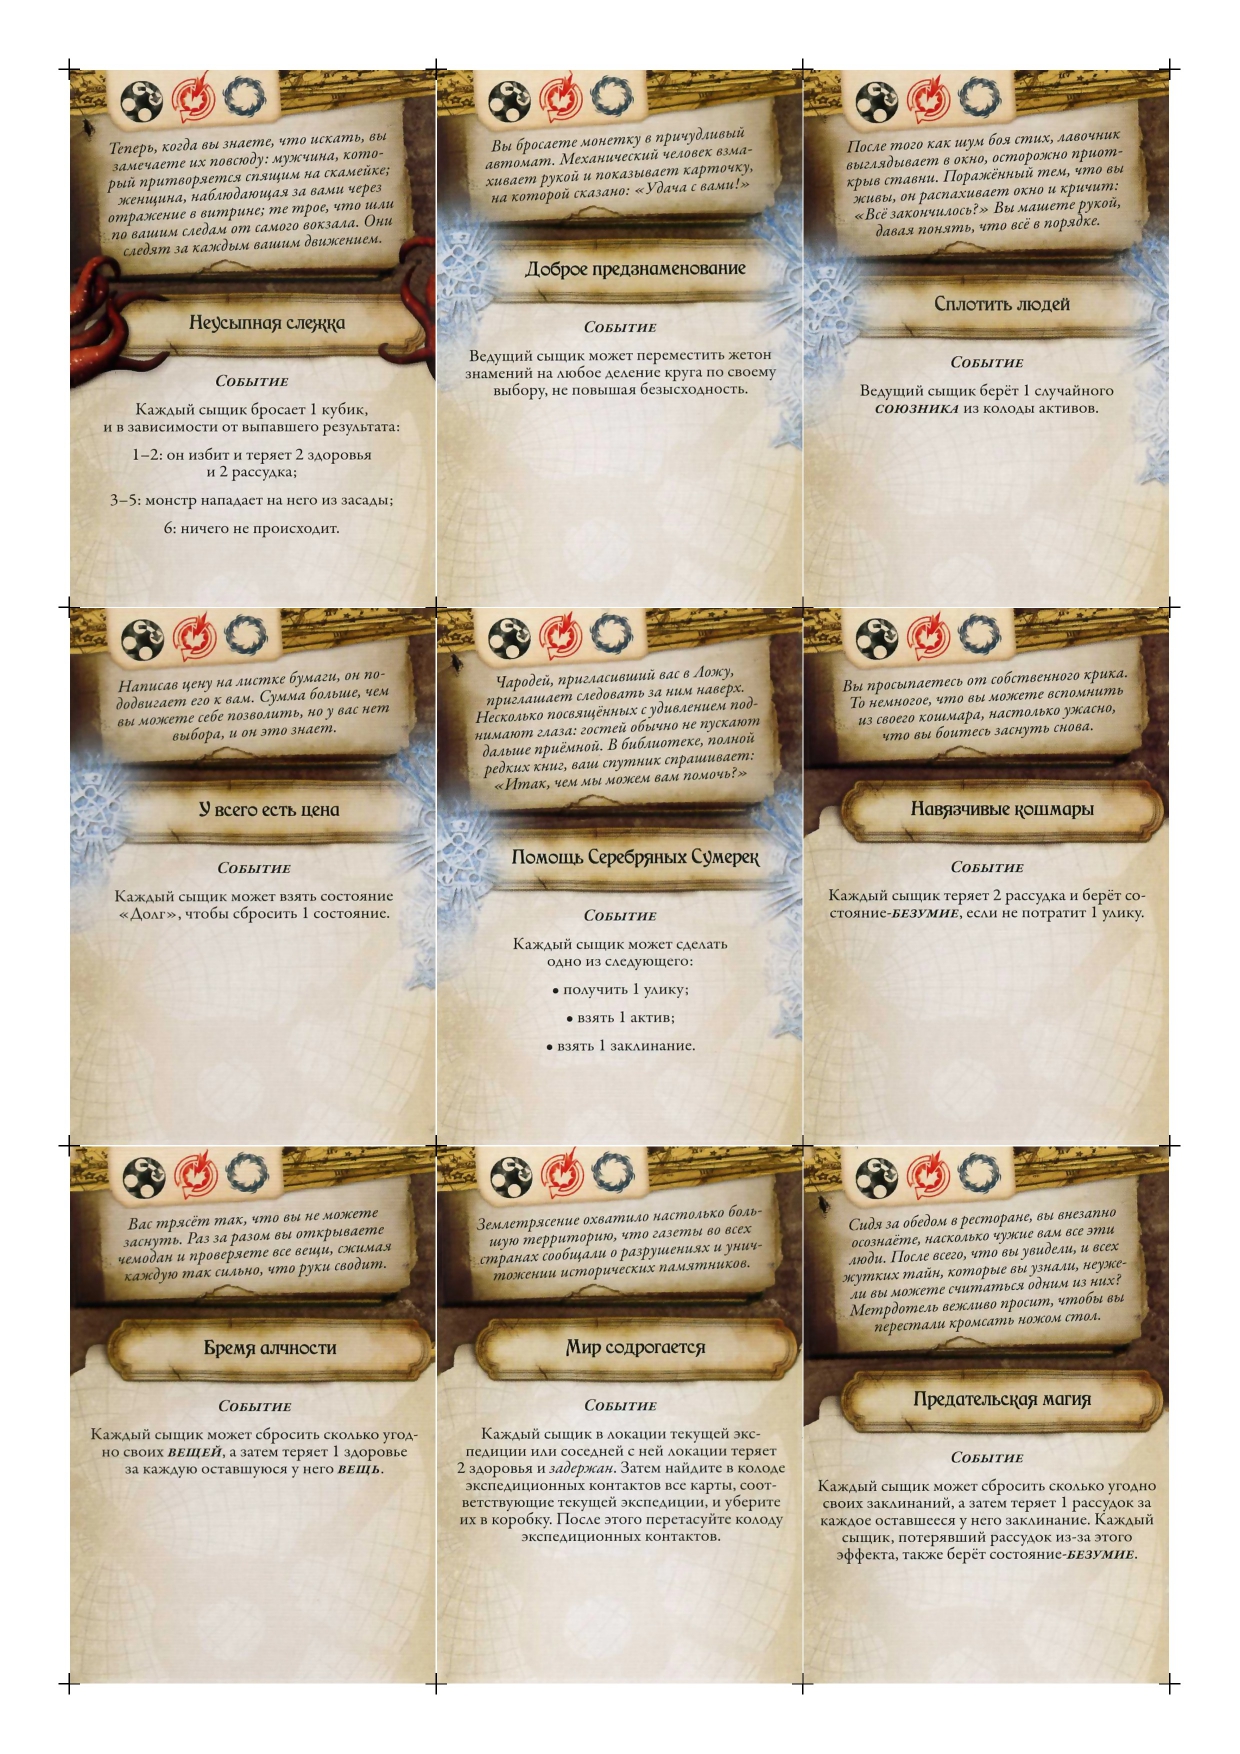 Теперь, когда вы знаете, что искать, вы
замечаете их повсюду: мужчина, кото-
рый притворяется спящим на скамейке;
женщина, наблюдающая за вами через
отражение в витрине; те трое, что шли
по вашим следам от самого вокзала. Они
следят за каждым вашим движением.
Неусыпная слежка
Событие
Каждый сыщик бросает 1 кубик,
и в зависимости от выпавшего результата:
1–2: он избит и теряет 2 здоровья
и 2 рассудка;
3–5: монстр нападает на него из засады;
6: ничего не происходит.
Вы бросаете монетку в причудливый
автомат. Механический человек взма-
хивает рукой и показывает карточку,
на которой сказано: «Удача с вами!»
Доброе предзнаменование
Событие
Ведущий сыщик может переместить жетон
знамений на любое деление круга по своему
выбору, не повышая безысходность.
После того как шум боя стих, лавочник
выглядывает в окно, осторожно приот-
крыв ставни. Поражённый тем, что вы
живы, он распахивает окно и кричит:
«Всё закончилось?» Вы машете рукой,
давая понять, что всё в порядке.
Сплотить людей
Событие
Ведущий сыщик берёт 1 случайного
СОЮЗНИКА из колоды активов.
Написав цену на листке бумаги, он по-
додвигает его к вам. Сумма больше, чем
вы можете себе позволить, но у вас нет
выбора, и он это знает.
У всего есть цена
Событие
Каждый сыщик может взять состояние
«Долг», чтобы сбросить 1 состояние.
Чародей, пригласивший вас в Ложу,
приглашает следовать за ним наверх.
Несколько посвящённых с удивлением под-
нимают глаза: гостей обычно не пускают
дальше приёмной. В библиотеке, полной
редких книг, ваш спутник спрашивает:
«Итак, чем мы можем вам помочь?»
Помощь Серебряных Сумерек
Событие
Каждый сыщик может сделать
одно из следующего:
• получить 1 улику;
• взять 1 актив;
• взять 1 заклинание.
Вы просыпаетесь от собственного крика.
То немногое, что вы можете вспомнить
из своего кошмара, настолько ужасно,
что вы боитесь заснуть снова.
Навязчивые кошмары
Событие
Каждый сыщик теряет 2 рассудка и берёт со-
стояние-БЕЗУМИЕ, если не потратит 1 улику.
Вас трясёт так, что вы не можете
заснуть. Раз за разом вы открываете
чемодан и проверяете все вещи, сжимая
каждую так сильно, что руки сводит.
Бремя алчности
Событие
Каждый сыщик может сбросить сколько угод-
но своих ВЕЩЕЙ, а затем теряет 1 здоровье
за каждую оставшуюся у него ВЕЩЬ.
Землетрясение охватило настолько боль-
шую территорию, что газеты во всех
странах сообщали о разрушениях и унич-
тожении исторических памятников.
Мир содрогается
Событие
Каждый сыщик в локации текущей экс-
педиции или соседней с ней локации теряет
2 здоровья и задержан. Затем найдите в колоде
экспедиционных контактов все карты, соот-
ветствующие текущей экспедиции, и уберите
их в коробку. После этого перетасуйте колоду
экспедиционных контактов.
Сидя за обедом в ресторане, вы внезапно
осознаёте, насколько чужие вам все эти
люди. После всего, что вы увидели, и всех
жутких тайн, которые вы узнали, неуже-
ли вы можете считаться одним из них?
Метрдотель вежливо просит, чтобы вы
перестали кромсать ножом стол.
Предательская магия
Событие
Каждый сыщик может сбросить сколько угодно
своих заклинаний, а затем теряет 1 рассудок за
каждое оставшееся у него заклинание. Каждый
сыщик, потерявший рассудок из-за этого
эффекта, также берёт состояние-БЕЗУМИЕ.